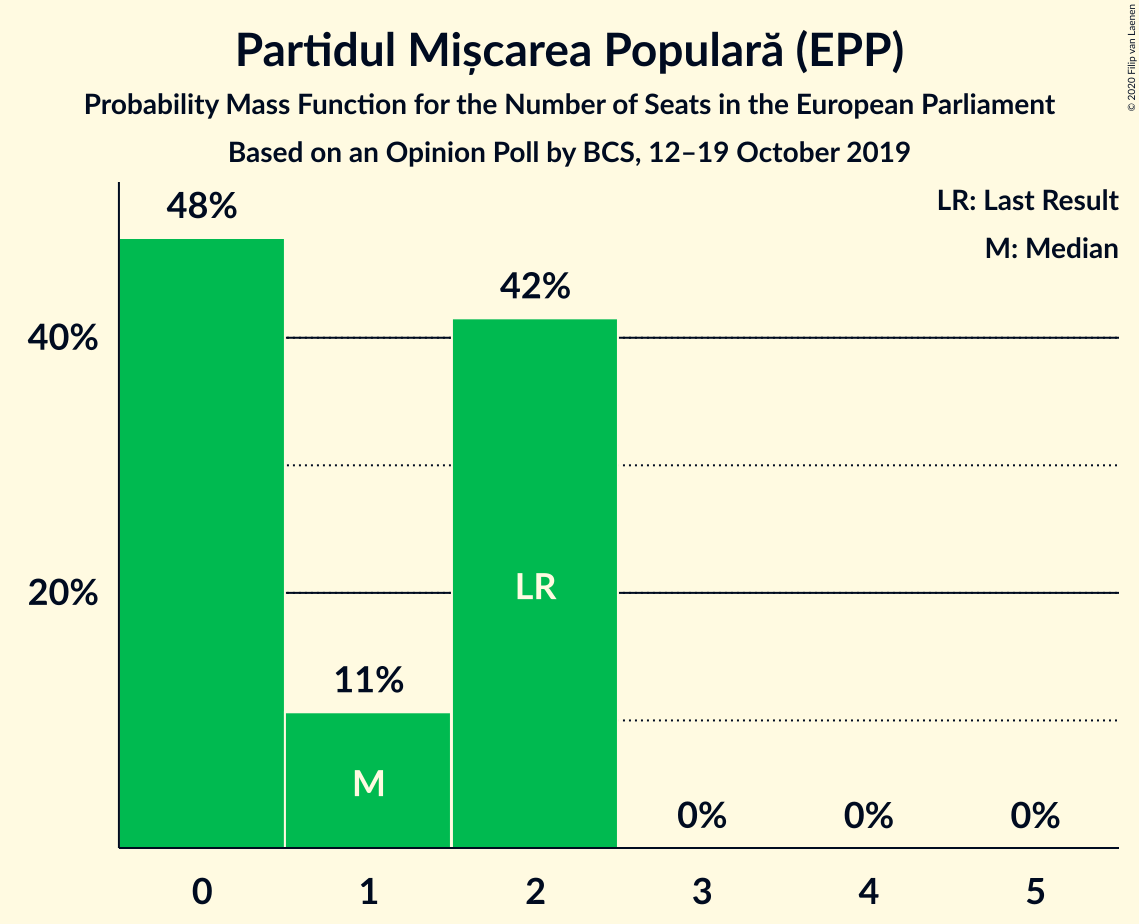 Partidul Mișcarea Populară (EPP)
Probability Mass Function for the Number of Seats in the European Parliament
Based on an Opinion Poll by BCS, 12–19 October 2019
© 2020 Filip van Laenen
LR: Last Result
M: Median
48%
42%
40%
20%
11%
LR
M
0%
0%
0%
0
1
2
3
4
5